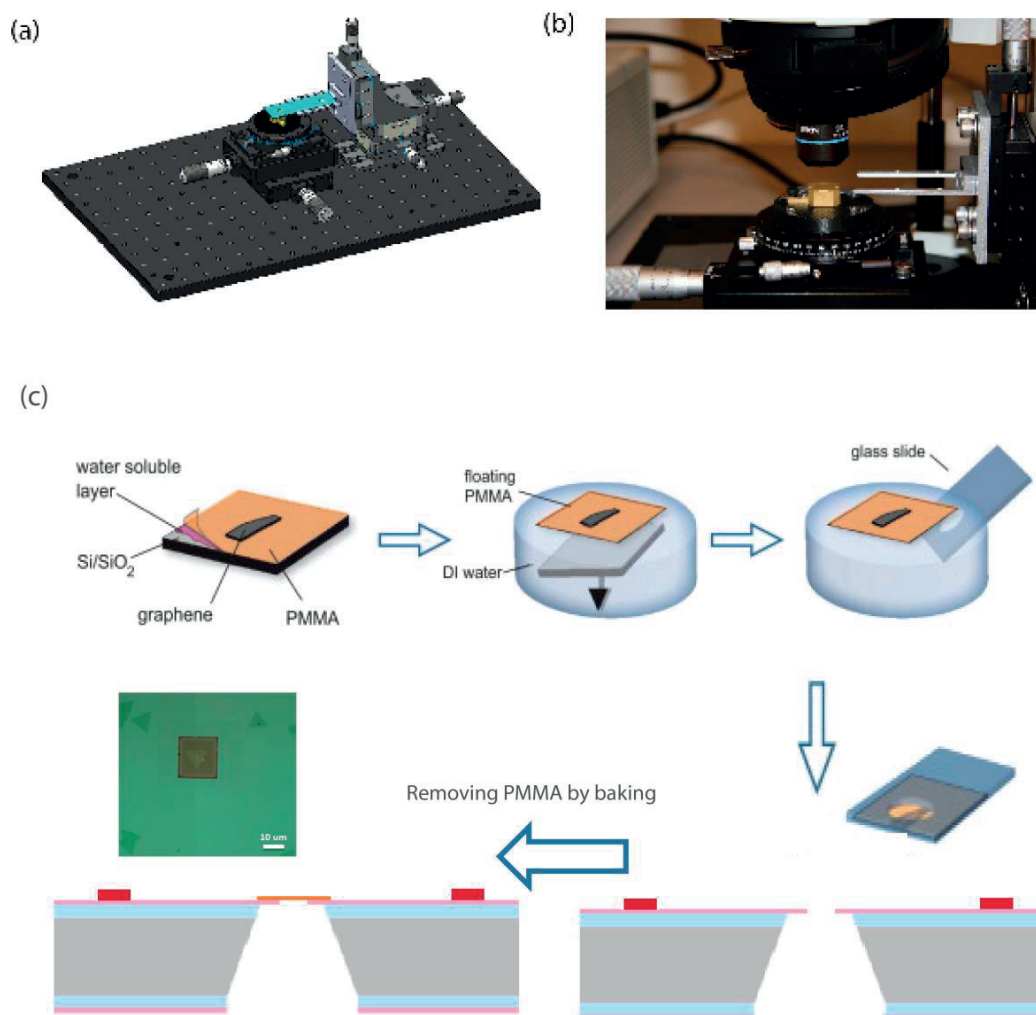 (a)
(b)
(c)
water soluble
layer
Si/SiO2
graphene
PMMA
floating
PMMA
DI water
glass slide
Removing PMMA by baking
10 um